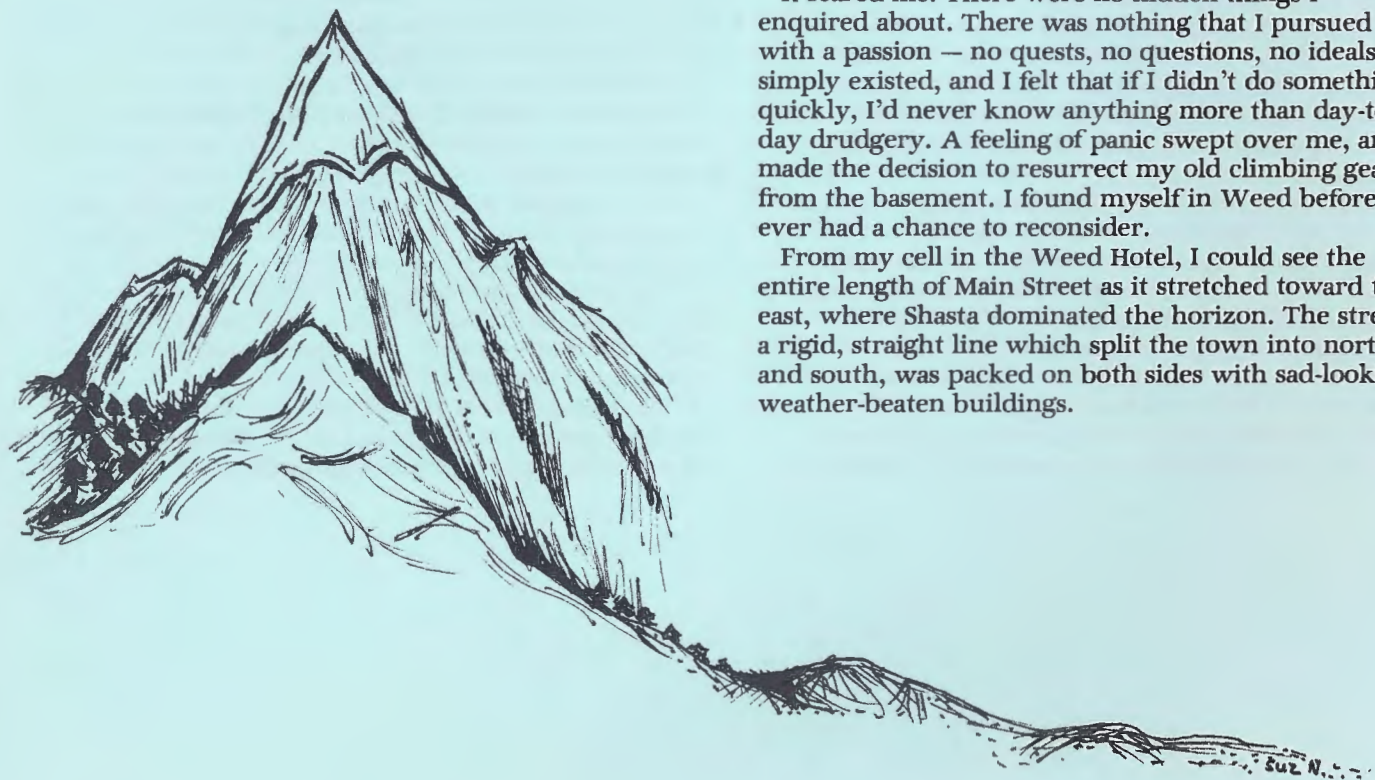 enquired about. There was nothing that I pursued
with a passion — no quests, no questions, no ideals
simply existed, and I felt that if I didn't do somethi
quickly, I'd never know anything more than day-t
day drudgery. A feeling of panic swept over me, a
made the decision to resurrect my old climbing gea
from the basement. I found myself in Weed before
ever had a chance to reconsider.
From my cell in the Weed Hotel, I could see the
entire length of Main Street as it stretched toward t
east, where Shasta dominated the horizon. The stre
a rigid, straight line which split the town into nort
and south, was packed on both sides with sad-look
weather-beaten buildings.
SUZ N.